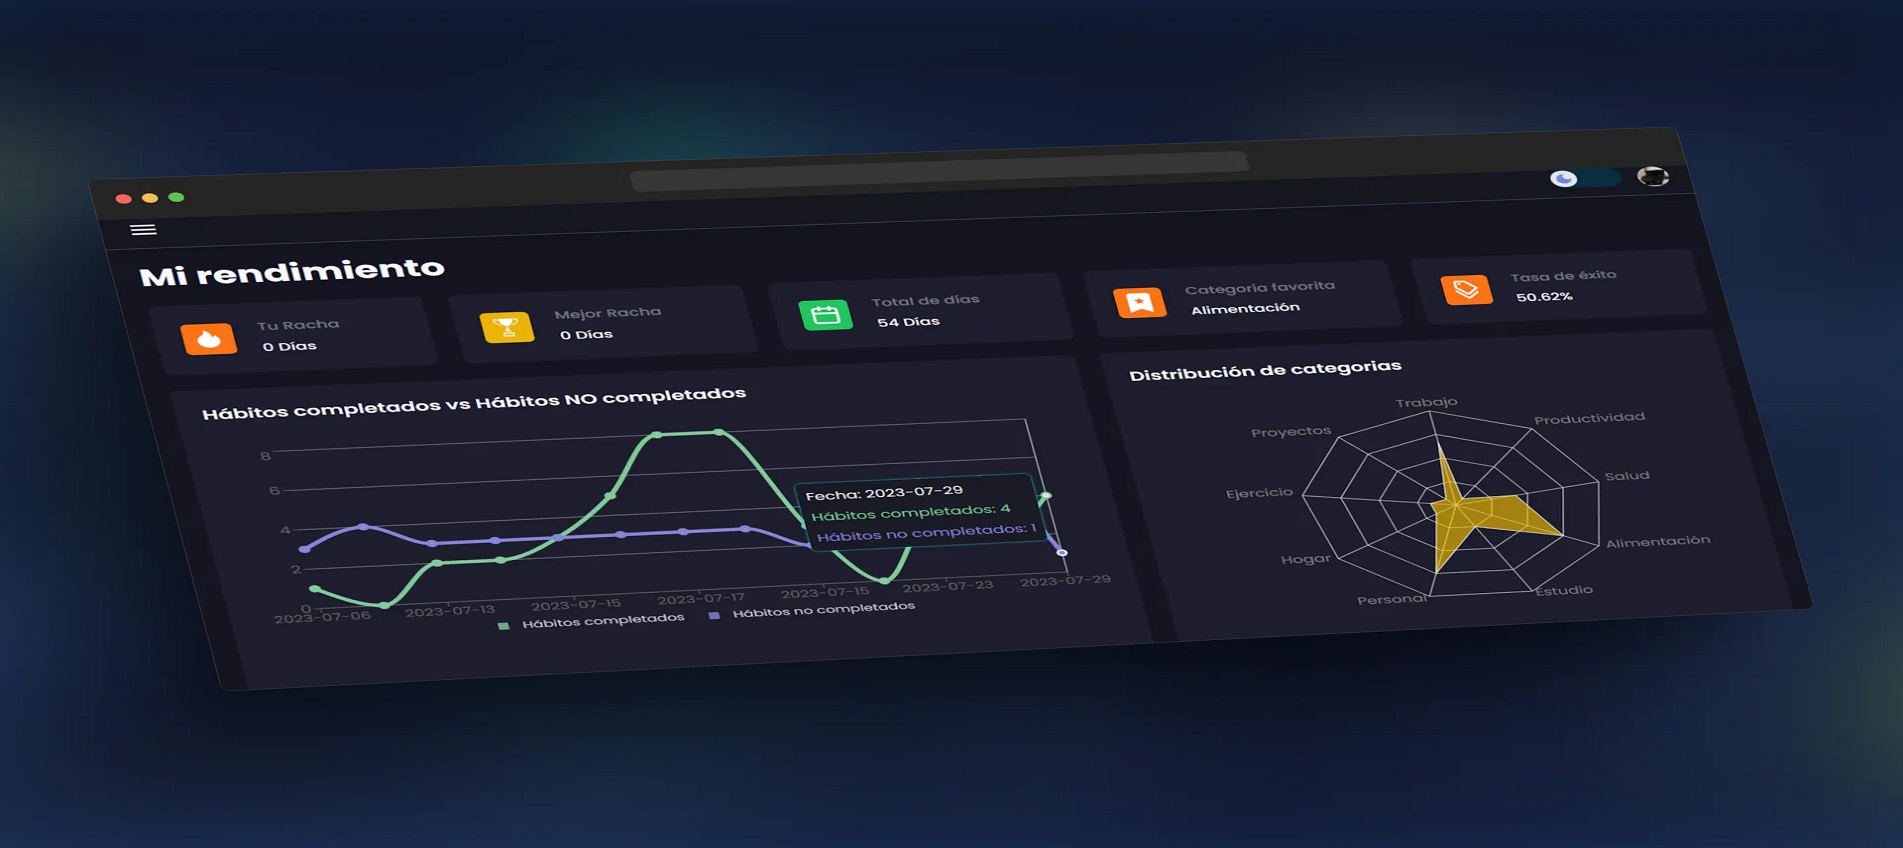 Mi rendimiento
Tu Racha
0 Días
Mejor Racha
0 Días
Total de días
54 Días
Categoria favorita
Alimentación
Tasa de éxito
50.62%
Hábitos completados vs Hábitos NO completados
8
6
4
2
0
2023-07-06
2023-07-13
2023-07-15
2023-07-17
2023-07-15
2023-07-23
2023-07-29
Fecha: 2023-07-29
Hábitos completados: 4
Hábitos no completados: 1
Hábitos completados
Hábitos no completados
Distribución de categorias
Trabajo
Productividad
Salud
Alimentación
Estudio
Personal
Hogar
Ejercicio
Proyectos